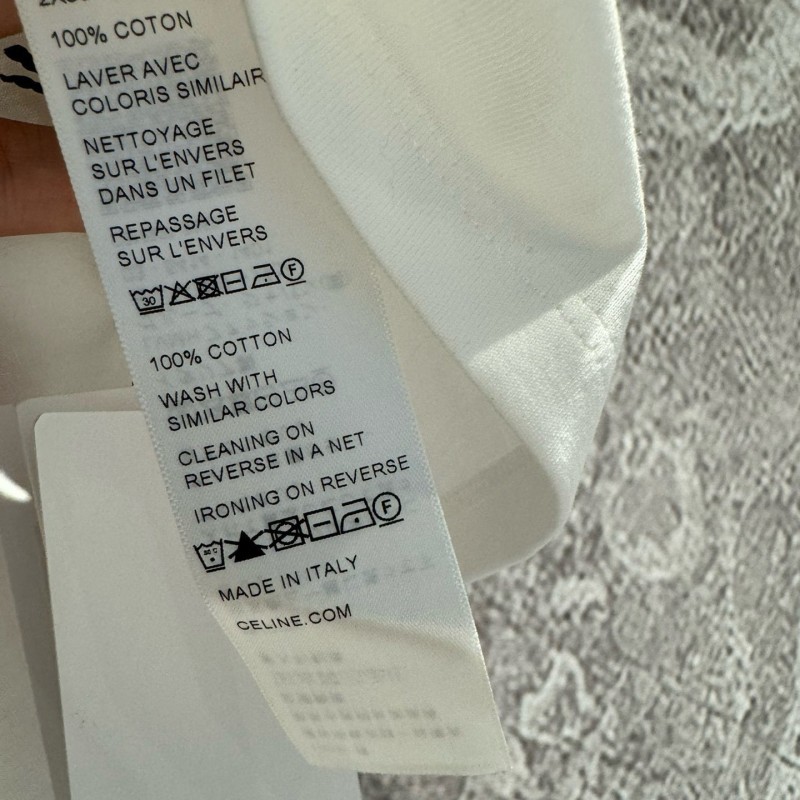 100% COTON
LAVER AVEC
COLORIS SIMILAIR
NETTOYAGE
SUR L'ENVERS
DANS UN FILET
REPASSAGE
SUR L'ENVERS
30 F
100% COTTON
WASH WITH
SIMILAR COLORS
CLEANING ON
REVERSE IN A NET
IRONING ON REVERSE
F
MADE IN ITALY
CELINE.COM